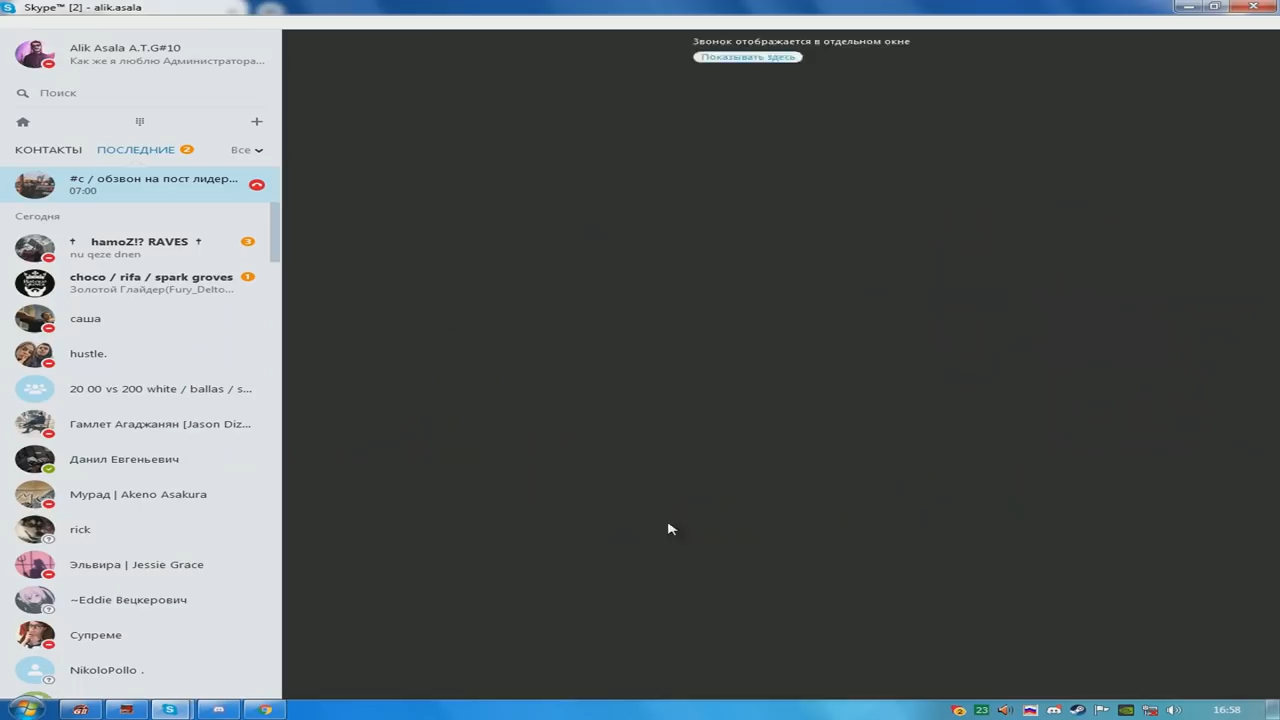 Skype™ [2] - alik.asala
Alik Asala A.T.G#10
Как же я люблю Администратора...
Поиск
КОНТАКТЫ ПОСЛЕДНИЕ 2 Все
#c / обзвон на пост лидер...
07:00
Сегодня
† hamoZ!? RAVES † 3
nu qeze dnen
choco / rifa / spark groves 1
Золотой Глайдер(Fury_Delto...
саша
hustle.
20 00 vs 200 white / ballas / s...
Гамлет Агаджанян [Jason Diz...
Данил Евгеньевич
Мурад | Akeno Asakura
rick
Эльвира | Jessie Grace
~Eddie Вецкерович
Супреме
NikoloPollo .
Звонок отображается в отдельном окне
Показывать здесь
23
16:58